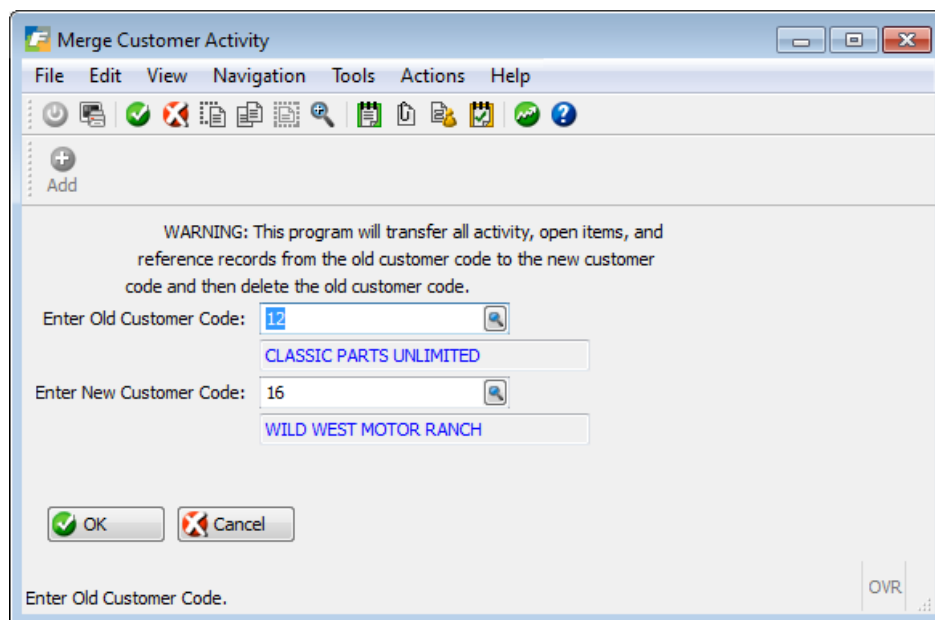 Merge Customer Activity
File Edit View Navigation Tools Actions Help
Add
WARNING: This program will transfer all activity, open items, and
reference records from the old customer code to the new customer
code and then delete the old customer code.
Enter Old Customer Code: 12
CLASSIC PARTS UNLIMITED
Enter New Customer Code: 16
WILD WEST MOTOR RANCH
OK Cancel
OVR
Enter Old Customer Code.